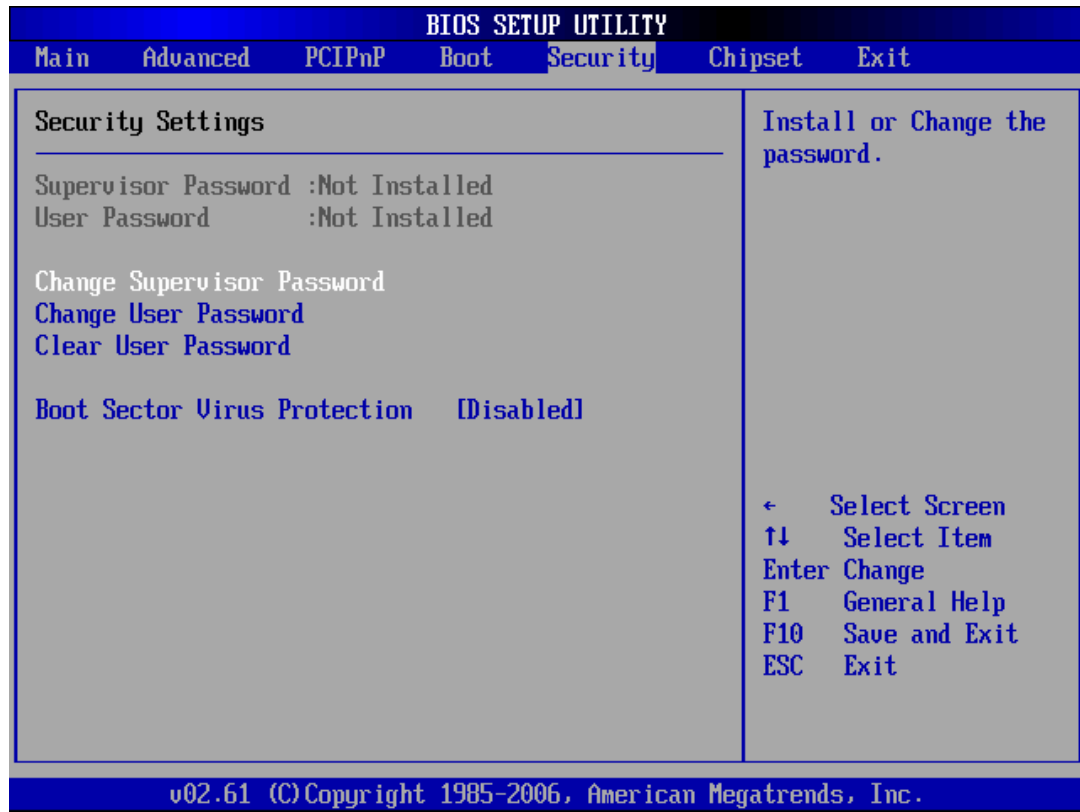 BIOS SETUP UTILITY
Main Advanced PCIPnP Boot Security Chipset Exit
Security Settings
Supervisor Password :Not Installed
User Password :Not Installed
Change Supervisor Password
Change User Password
Clear User Password
Boot Sector Virus Protection [Disabled]
Install or Change the
password.
← Select Screen
↑↓ Select Item
Enter Change
F1 General Help
F10 Save and Exit
ESC Exit
v02.61 (C)Copyright 1985-2006, American Megatrends, Inc.